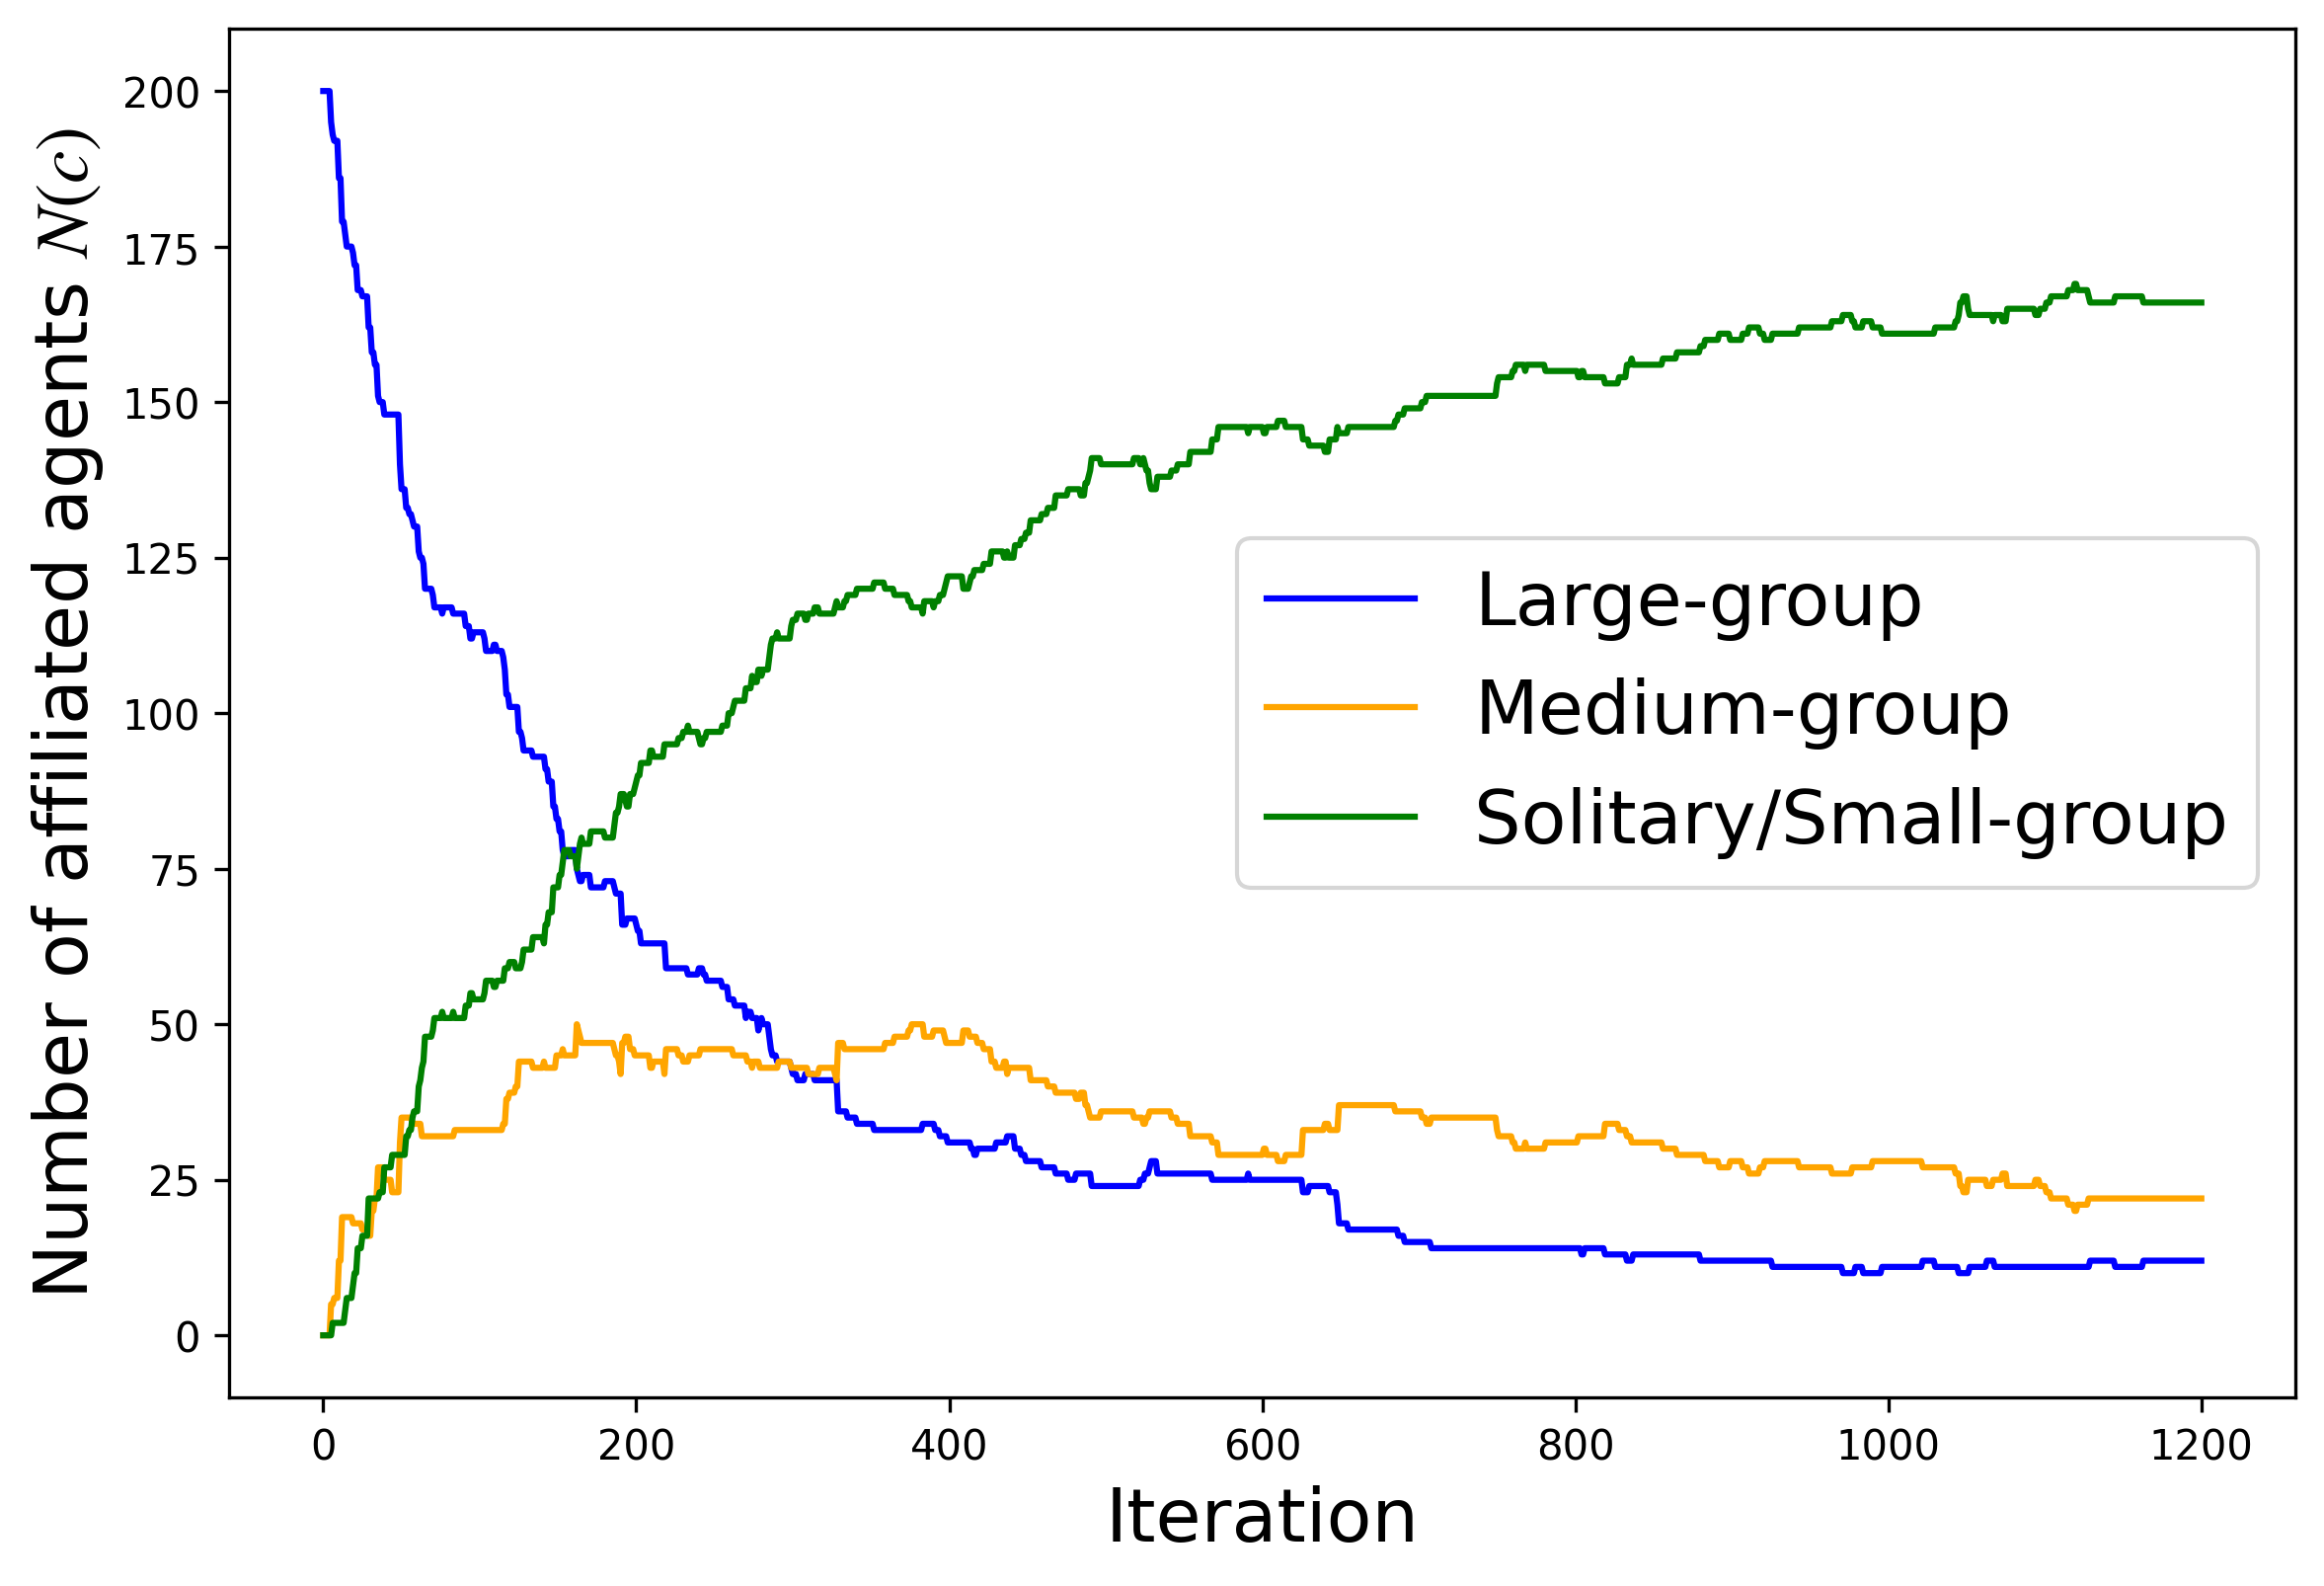 Number of affiliated agents N(c)
200
175
150
125
100
75
50
25
0
Large-group
Medium-group
Solitary/Small-group
0 200 400 600 800 1000 1200
Iteration